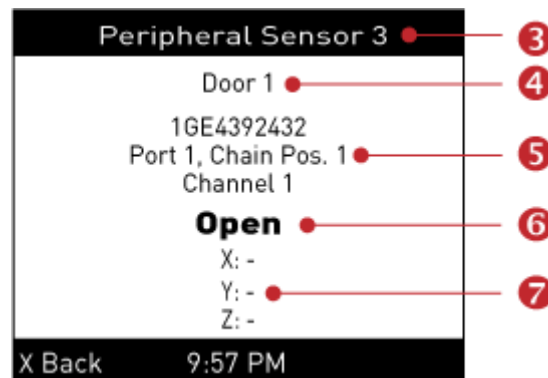 Peripheral Sensor 3
3
Door 1
4
1GE4392432
Port 1, Chain Pos. 1
5
Channel 1
Open
6
X: -
Y: -
7
Z: -
X Back 9:57 PM